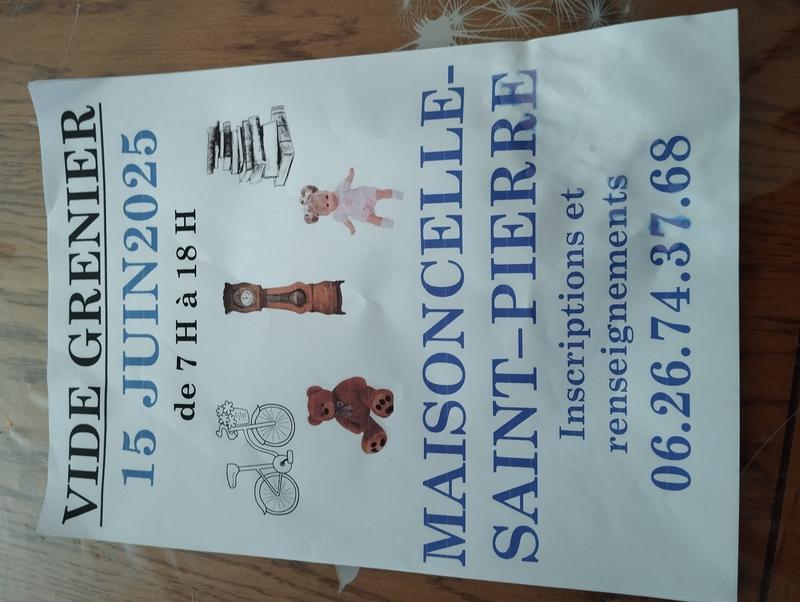 VIDE GRENIER
15 JUIN2025
de 7 H à 18 H
MAISONCELLE-
SAINT-PIERRE
Inscriptions et
renseignements
06.26.74.37.68